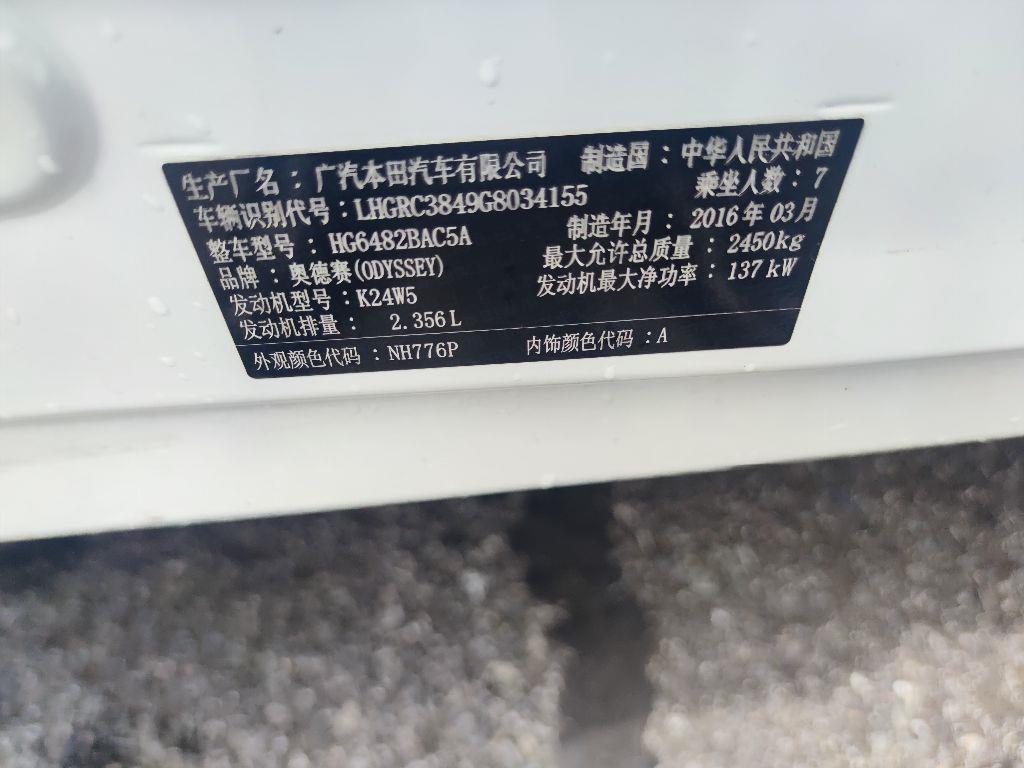 生产厂名：广汽本田汽车有限公司 制造国：中华人民共和国
车辆识别代号：LHGRC3849G8034155 乘坐人数：7
整车型号：HG6482BAC5A 制造年月：2016年03月
品牌：奥德赛(ODYSSEY) 最大允许总质量：2450kg
发动机型号：K24W5 发动机最大净功率：137kW
发动机排量： 2.356L
外观颜色代码：NH776P 内饰颜色代码：A